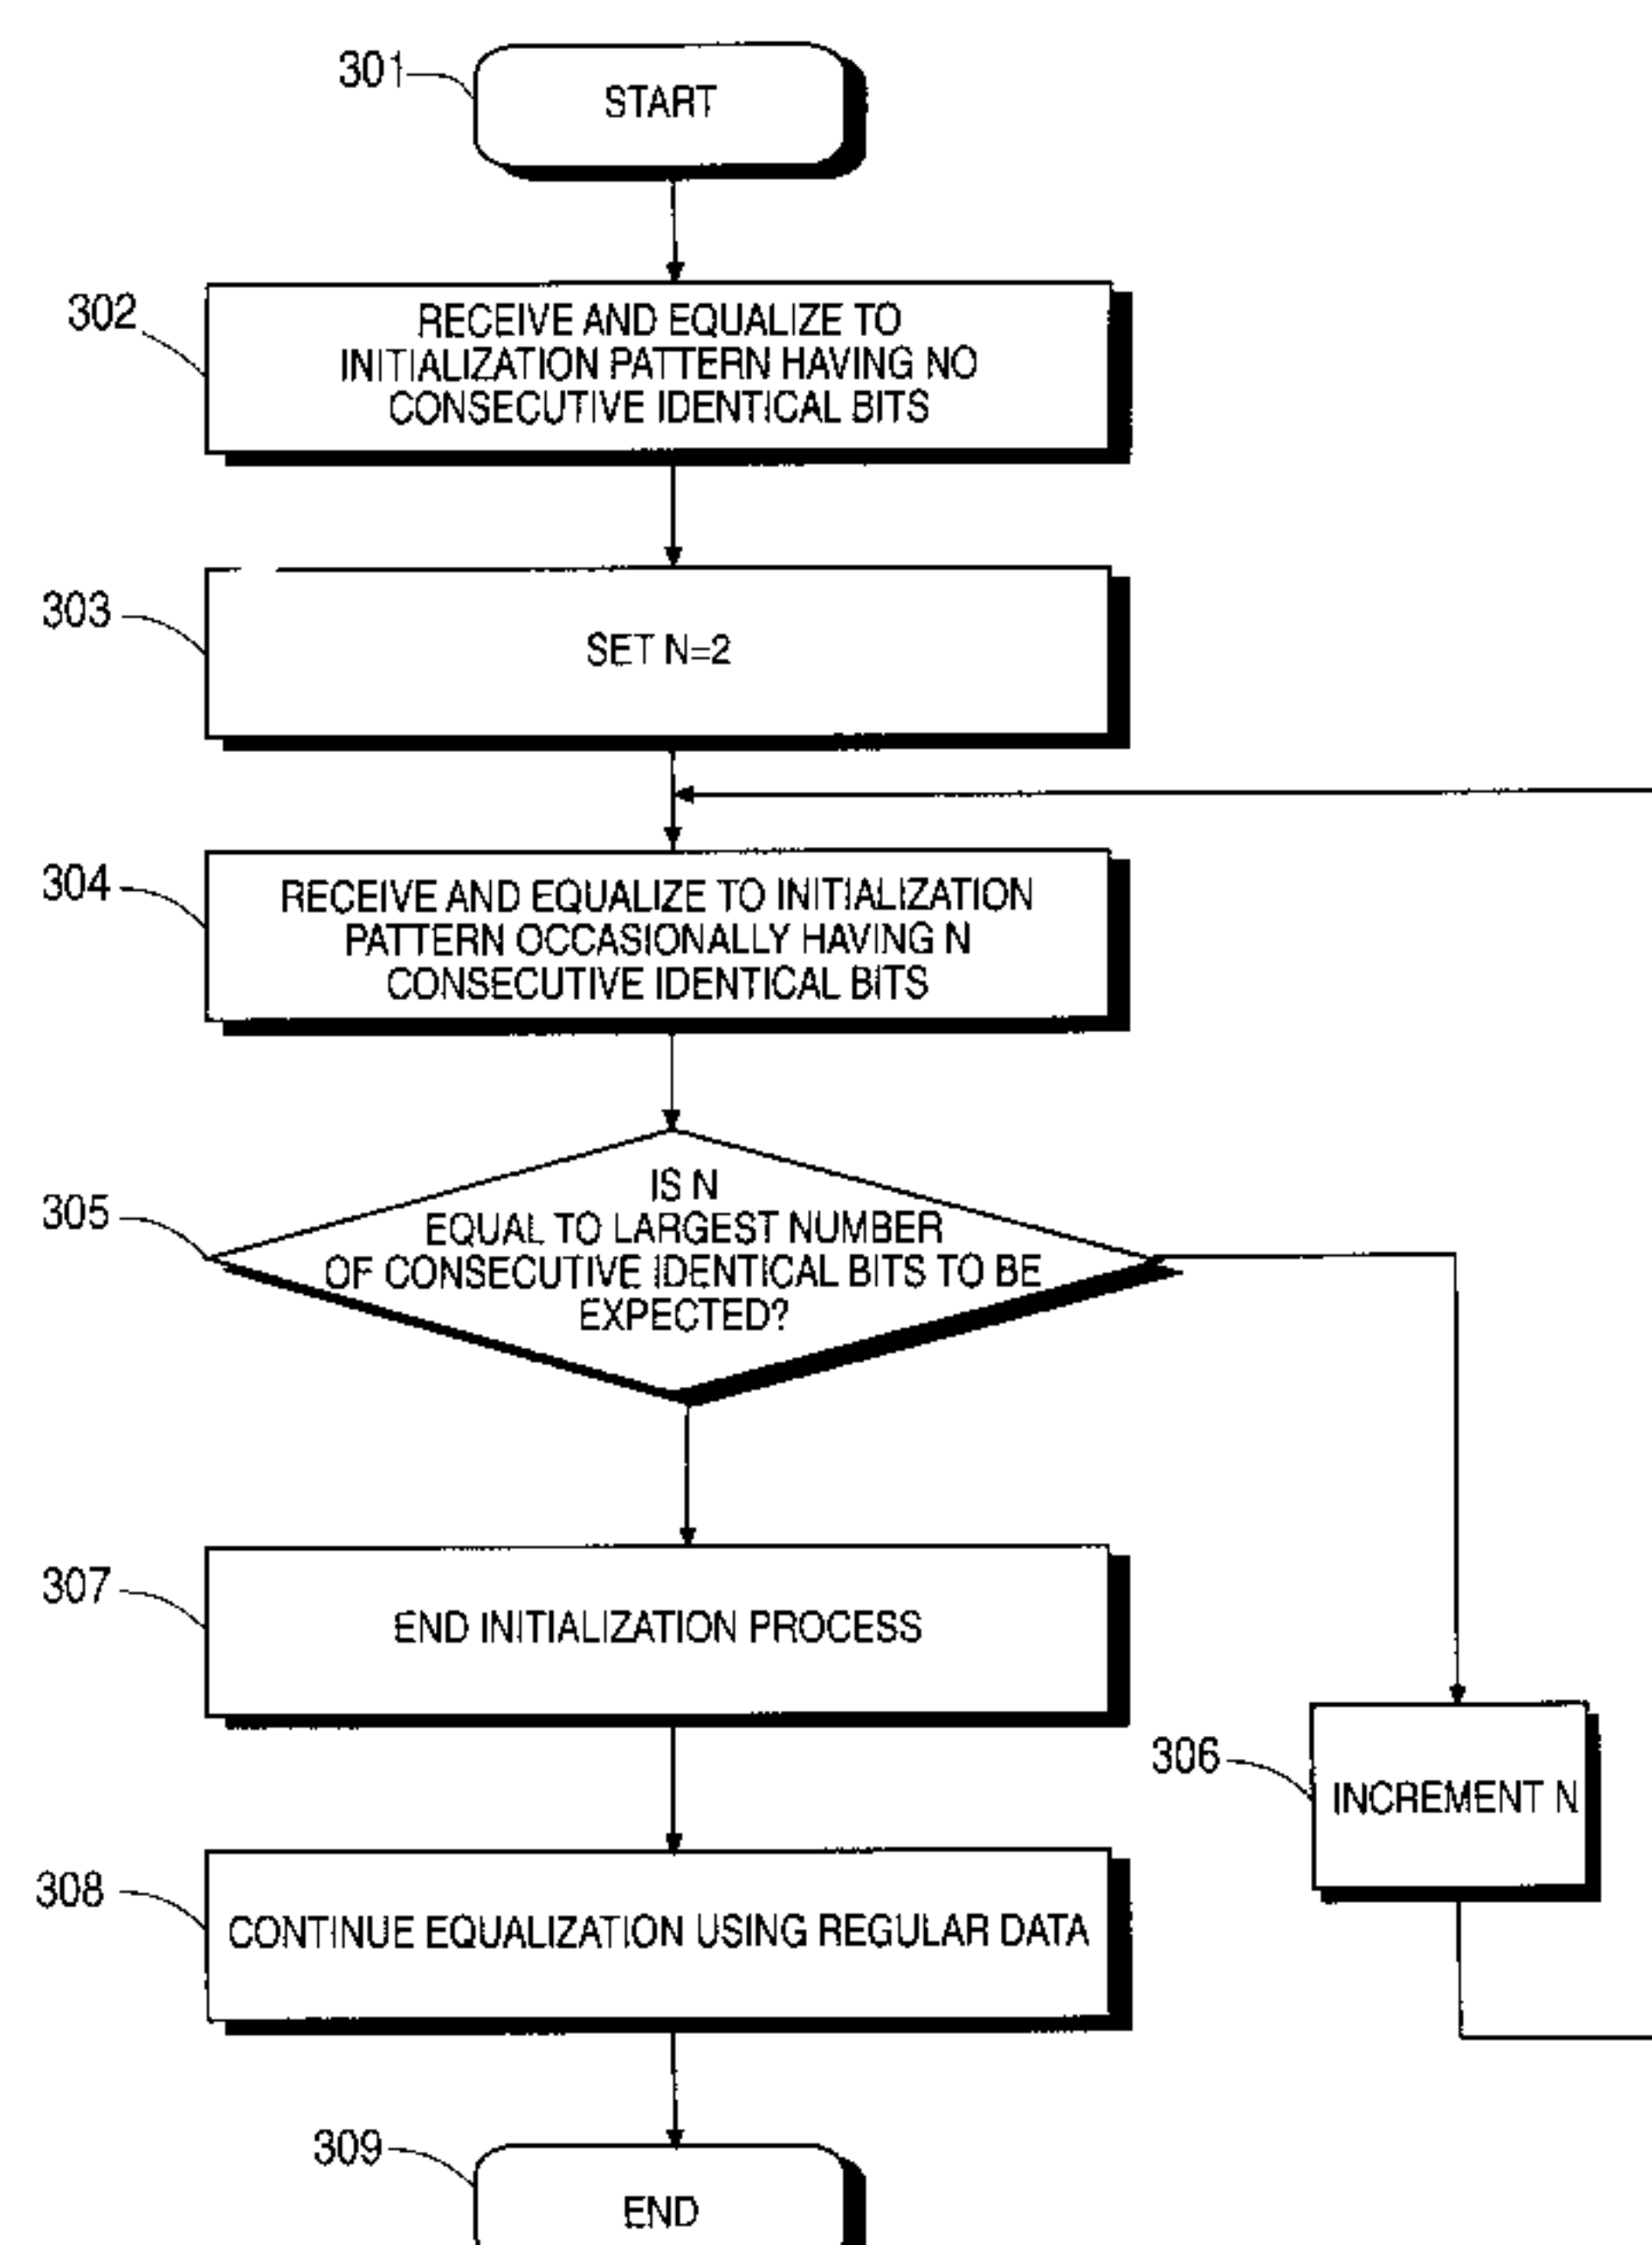 301
START
302
RECEIVE AND EQUALIZE TO
INITIALIZATION PATTERN HAVING NO
CONSECUTIVE IDENTICAL BITS
303
SET N=2
304
RECEIVE AND EQUALIZE TO INITIALIZATION
PATTERN OCCASIONALLY HAVING N
CONSECUTIVE IDENTICAL BITS
305
IS N
EQUAL TO LARGEST NUMBER
OF CONSECUTIVE IDENTICAL BITS TO BE
EXPECTED?
307
END INITIALIZATION PROCESS
306
INCREMENT N
308
CONTINUE EQUALIZATION USING REGULAR DATA
309
END